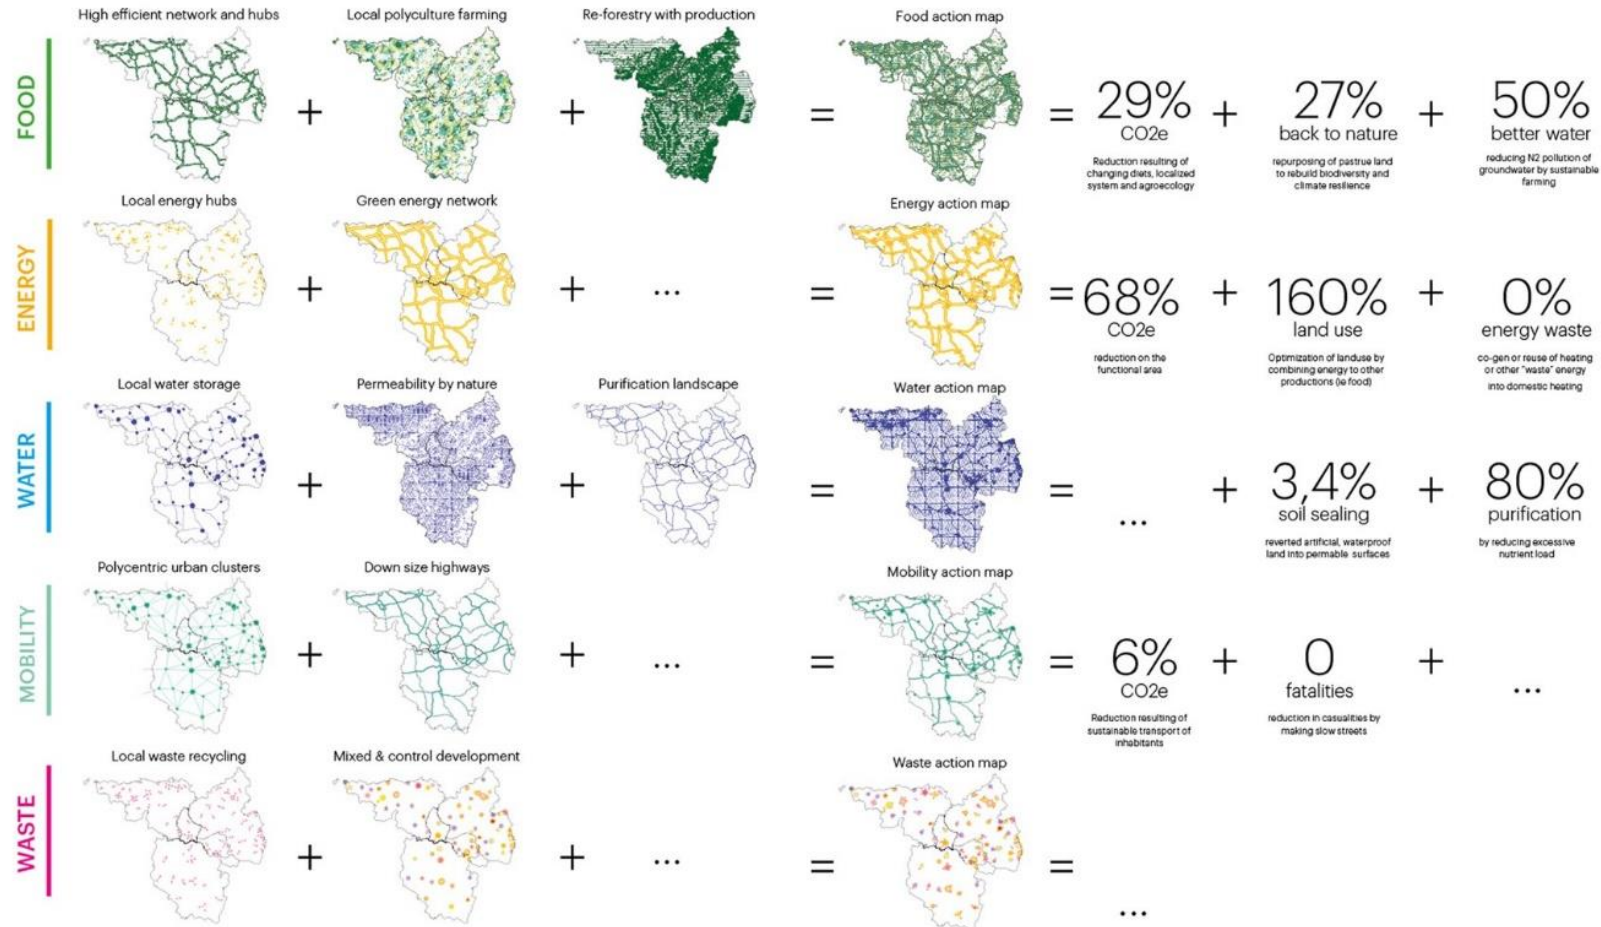 FOOD
High efficient network and hubs
+
Local polyculture farming
+
Re-forestry with production
=
Food action map
=
29%
CO2e
Reduction resulting of
changing diets, localized
system and agroecology
+
27%
back to nature
repurposing of pastrue land
to rebuild biodiversity and
climate resilience
+
50%
better water
reducing N2 pollution of
groundwater by sustainable
farming
ENERGY
Local energy hubs
+
Green energy network
+
...
=
Energy action map
=
68%
CO2e
reduction on the
functional area
+
160%
land use
Optimization of landuse by
combining energy to other
productions (ie food)
+
0%
energy waste
co-gen or reuse of heating
or other "waste" energy
into domestic heating
WATER
Local water storage
+
Permeability by nature
+
Purification landscape
=
Water action map
=
...
+
3,4%
soil sealing
reverted artificial, waterproof
land into permable surfaces
+
80%
purification
by reducing excessive
nutrient load
MOBILITY
Polycentric urban clusters
+
Down size highways
+
...
=
Mobility action map
=
6%
CO2e
Reduction resulting of
sustainable transport of
inhabitants
+
0
fatalities
reduction in casualities by
making slow streets
+
...
WASTE
Local waste recycling
+
Mixed & control development
+
...
=
Waste action map
=
...